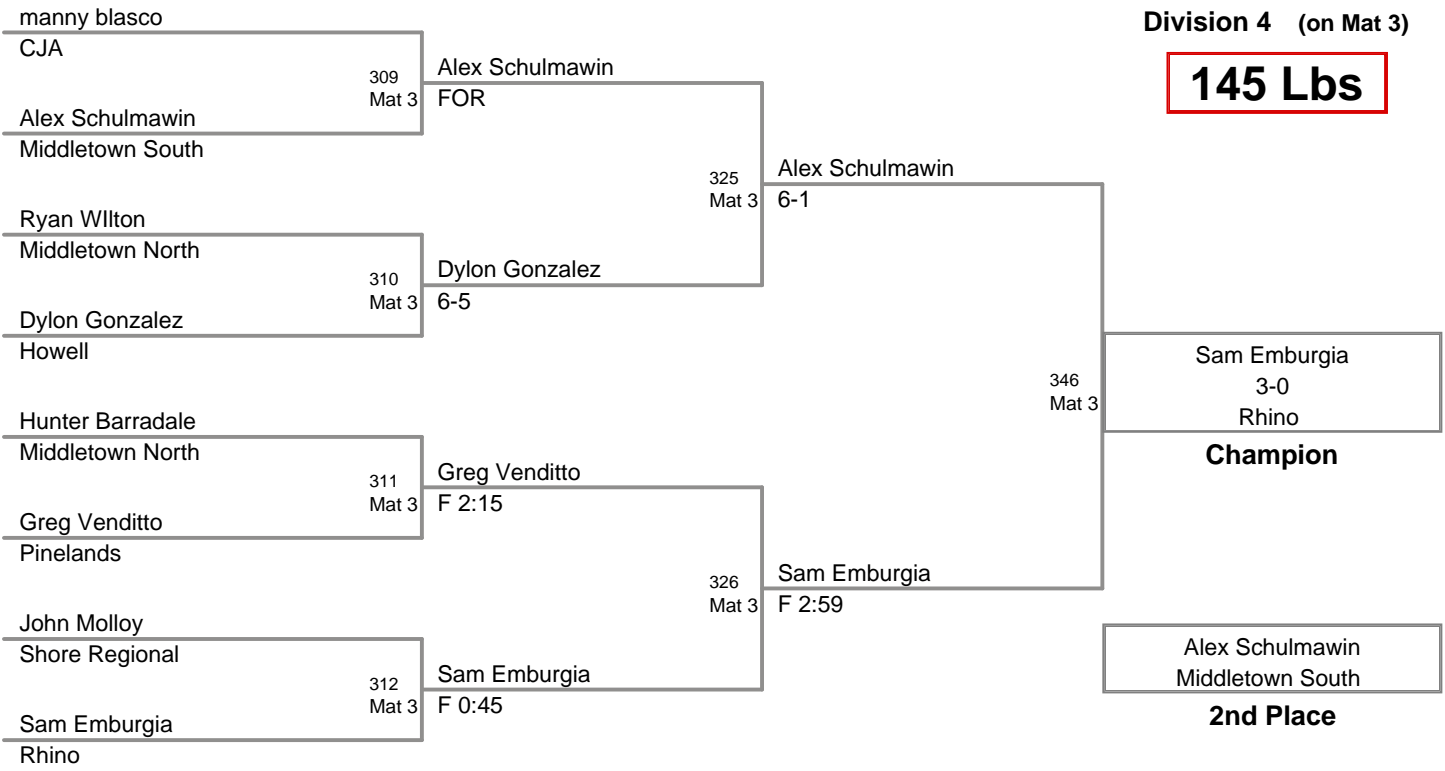 manny blasco
CJA
309
Mat 3
Alex Schulmawin
FOR
Alex Schulmawin
Middletown South
325
Mat 3
Alex Schulmawin
6-1
Ryan WIlton
Middletown North
310
Mat 3
Dylon Gonzalez
6-5
Dylon Gonzalez
Howell
346
Mat 3
Sam Emburgia
3-0
Rhino
Champion
Hunter Barradale
Middletown North
311
Mat 3
Greg Venditto
F 2:15
Greg Venditto
Pinelands
326
Mat 3
Sam Emburgia
F 2:59
John Molloy
Shore Regional
312
Mat 3
Sam Emburgia
F 0:45
Sam Emburgia
Rhino
Alex Schulmawin
Middletown South
2nd Place
Division 4 (on Mat 3)
145 Lbs